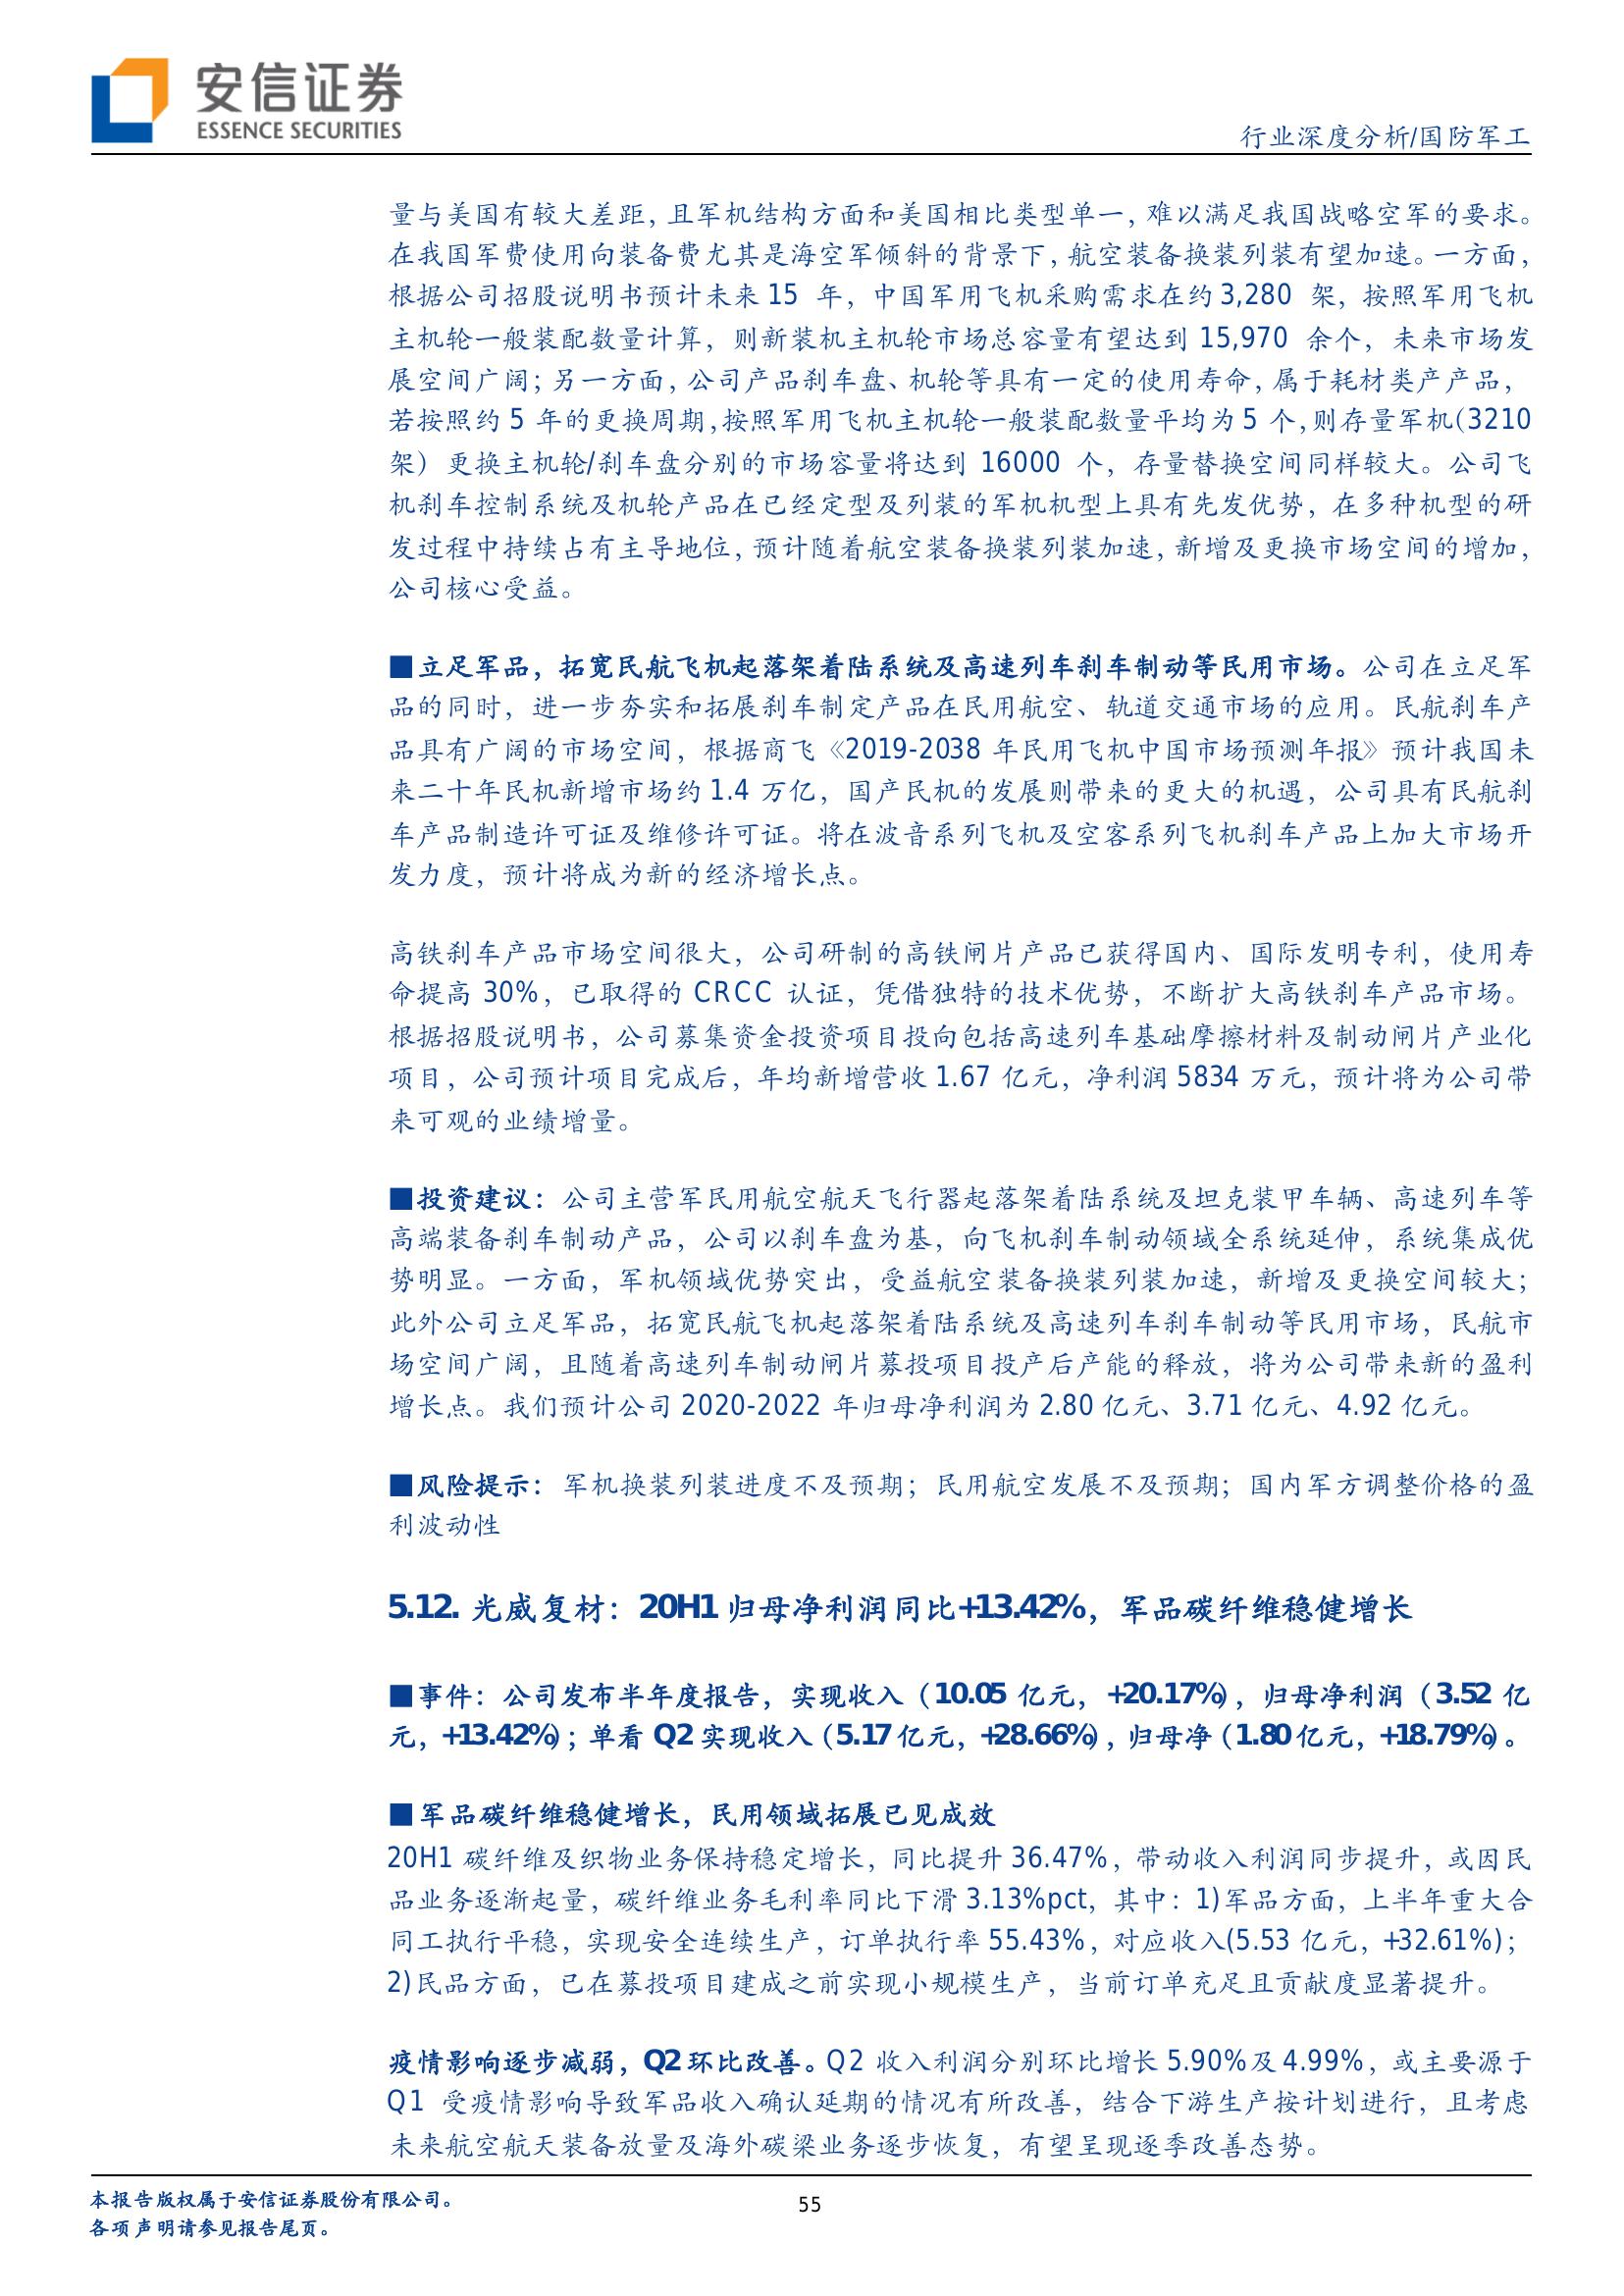 安信证券
ESSENCE SECURITIES
行业深度分析/国防军工
量与美国有较大差距，且军机结构方面和美国相比类型单一，难以满足我国战略空军的要求。
在我国军费使用向装备费尤其是海空军倾斜的背景下，航空装备换装列装有望加速。一方面，
根据公司招股说明书预计未来 15 年，中国军用飞机采购需求在约 3,280 架，按照军用飞机
主机轮一般装配数量计算，则新装机主机轮市场总容量有望达到 15,970 余个，未来市场发
展空间广阔；另一方面，公司产品刹车盘、机轮等具有一定的使用寿命，属于耗材类产产品，
若按照约 5 年的更换周期，按照军用飞机主机轮一般装配数量平均为 5 个，则存量军机（3210
架）更换主机轮/刹车盘分别的市场容量将达到 16000 个，存量替换空间同样较大。公司飞
机刹车控制系统及机轮产品在已经定型及列装的军机机型上具有先发优势，在多种机型的研
发过程中持续占有主导地位，预计随着航空装备换装列装加速，新增及更换市场空间的增加，
公司核心受益。
■立足军品，拓宽民航飞机起落架着陆系统及高速列车刹车制动等民用市场。公司在立足军
品的同时，进一步夯实和拓展刹车制定产品在民用航空、轨道交通市场的应用。民航刹车产
品具有广阔的市场空间，根据商飞《2019-2038 年民用飞机中国市场预测年报》预计我国未
来二十年民机新增市场约 1.4 万亿，国产民机的发展则带来的更大的机遇，公司具有民航刹
车产品制造许可证及维修许可证。将在波音系列飞机及空客系列飞机刹车产品上加大市场开
发力度，预计将成为新的经济增长点。
高铁刹车产品市场空间很大，公司研制的高铁闸片产品已获得国内、国际发明专利，使用寿
命提高 30%，已取得的 CRCC 认证，凭借独特的技术优势，不断扩大高铁刹车产品市场。
根据招股说明书，公司募集资金投资项目投向包括高速列车基础摩擦材料及制动闸片产业化
项目，公司预计项目完成后，年均新增营收 1.67 亿元，净利润 5834 万元，预计将为公司带
来可观的业绩增量。
■投资建议：公司主营军民用航空航天飞行器起落架着陆系统及坦克装甲车辆、高速列车等
高端装备刹车制动产品，公司以刹车盘为基，向飞机刹车制动领域全系统延伸，系统集成优
势明显。一方面，军机领域优势突出，受益航空装备换装列装加速，新增及更换空间较大；
此外公司立足军品，拓宽民航飞机起落架着陆系统及高速列车刹车制动等民用市场，民航市
场空间广阔，且随着高速列车制动闸片募投项目投产后产能的释放，将为公司带来新的盈利
增长点。我们预计公司 2020-2022 年归母净利润为 2.80 亿元、3.71 亿元、4.92 亿元。
■风险提示：军机换装列装进度不及预期；民用航空发展不及预期；国内军方调整价格的盈
利波动性
5.12. 光威复材：20H1 归母净利润同比+13.42%，军品碳纤维稳健增长
■事件：公司发布半年度报告，实现收入（10.05 亿元，+20.17%），归母净利润（3.52 亿
元，+13.42%）；单看 Q2 实现收入（5.17 亿元，+28.66%），归母净（1.80 亿元，+18.79%）。
■军品碳纤维稳健增长，民用领域拓展已见成效
20H1 碳纤维及织物业务保持稳定增长，同比提升 36.47%，带动收入利润同步提升，或因民
品业务逐渐起量，碳纤维业务毛利率同比下滑 3.13%pct，其中：1)军品方面，上半年重大合
同工执行平稳，实现安全连续生产，订单执行率 55.43%，对应收入(5.53 亿元，+32.61%)；
2)民品方面，已在募投项目建成之前实现小规模生产，当前订单充足且贡献度显著提升。
疫情影响逐步减弱，Q2 环比改善。Q2 收入利润分别环比增长 5.90%及 4.99%，或主要源于
Q1 受疫情影响导致军品收入确认延期的情况有所改善，结合下游生产按计划进行，且考虑
未来航空航天装备放量及海外碳梁业务逐步恢复，有望呈现逐季改善态势。
本报告版权属于安信证券股份有限公司。
各项声明请参见报告尾页。
55